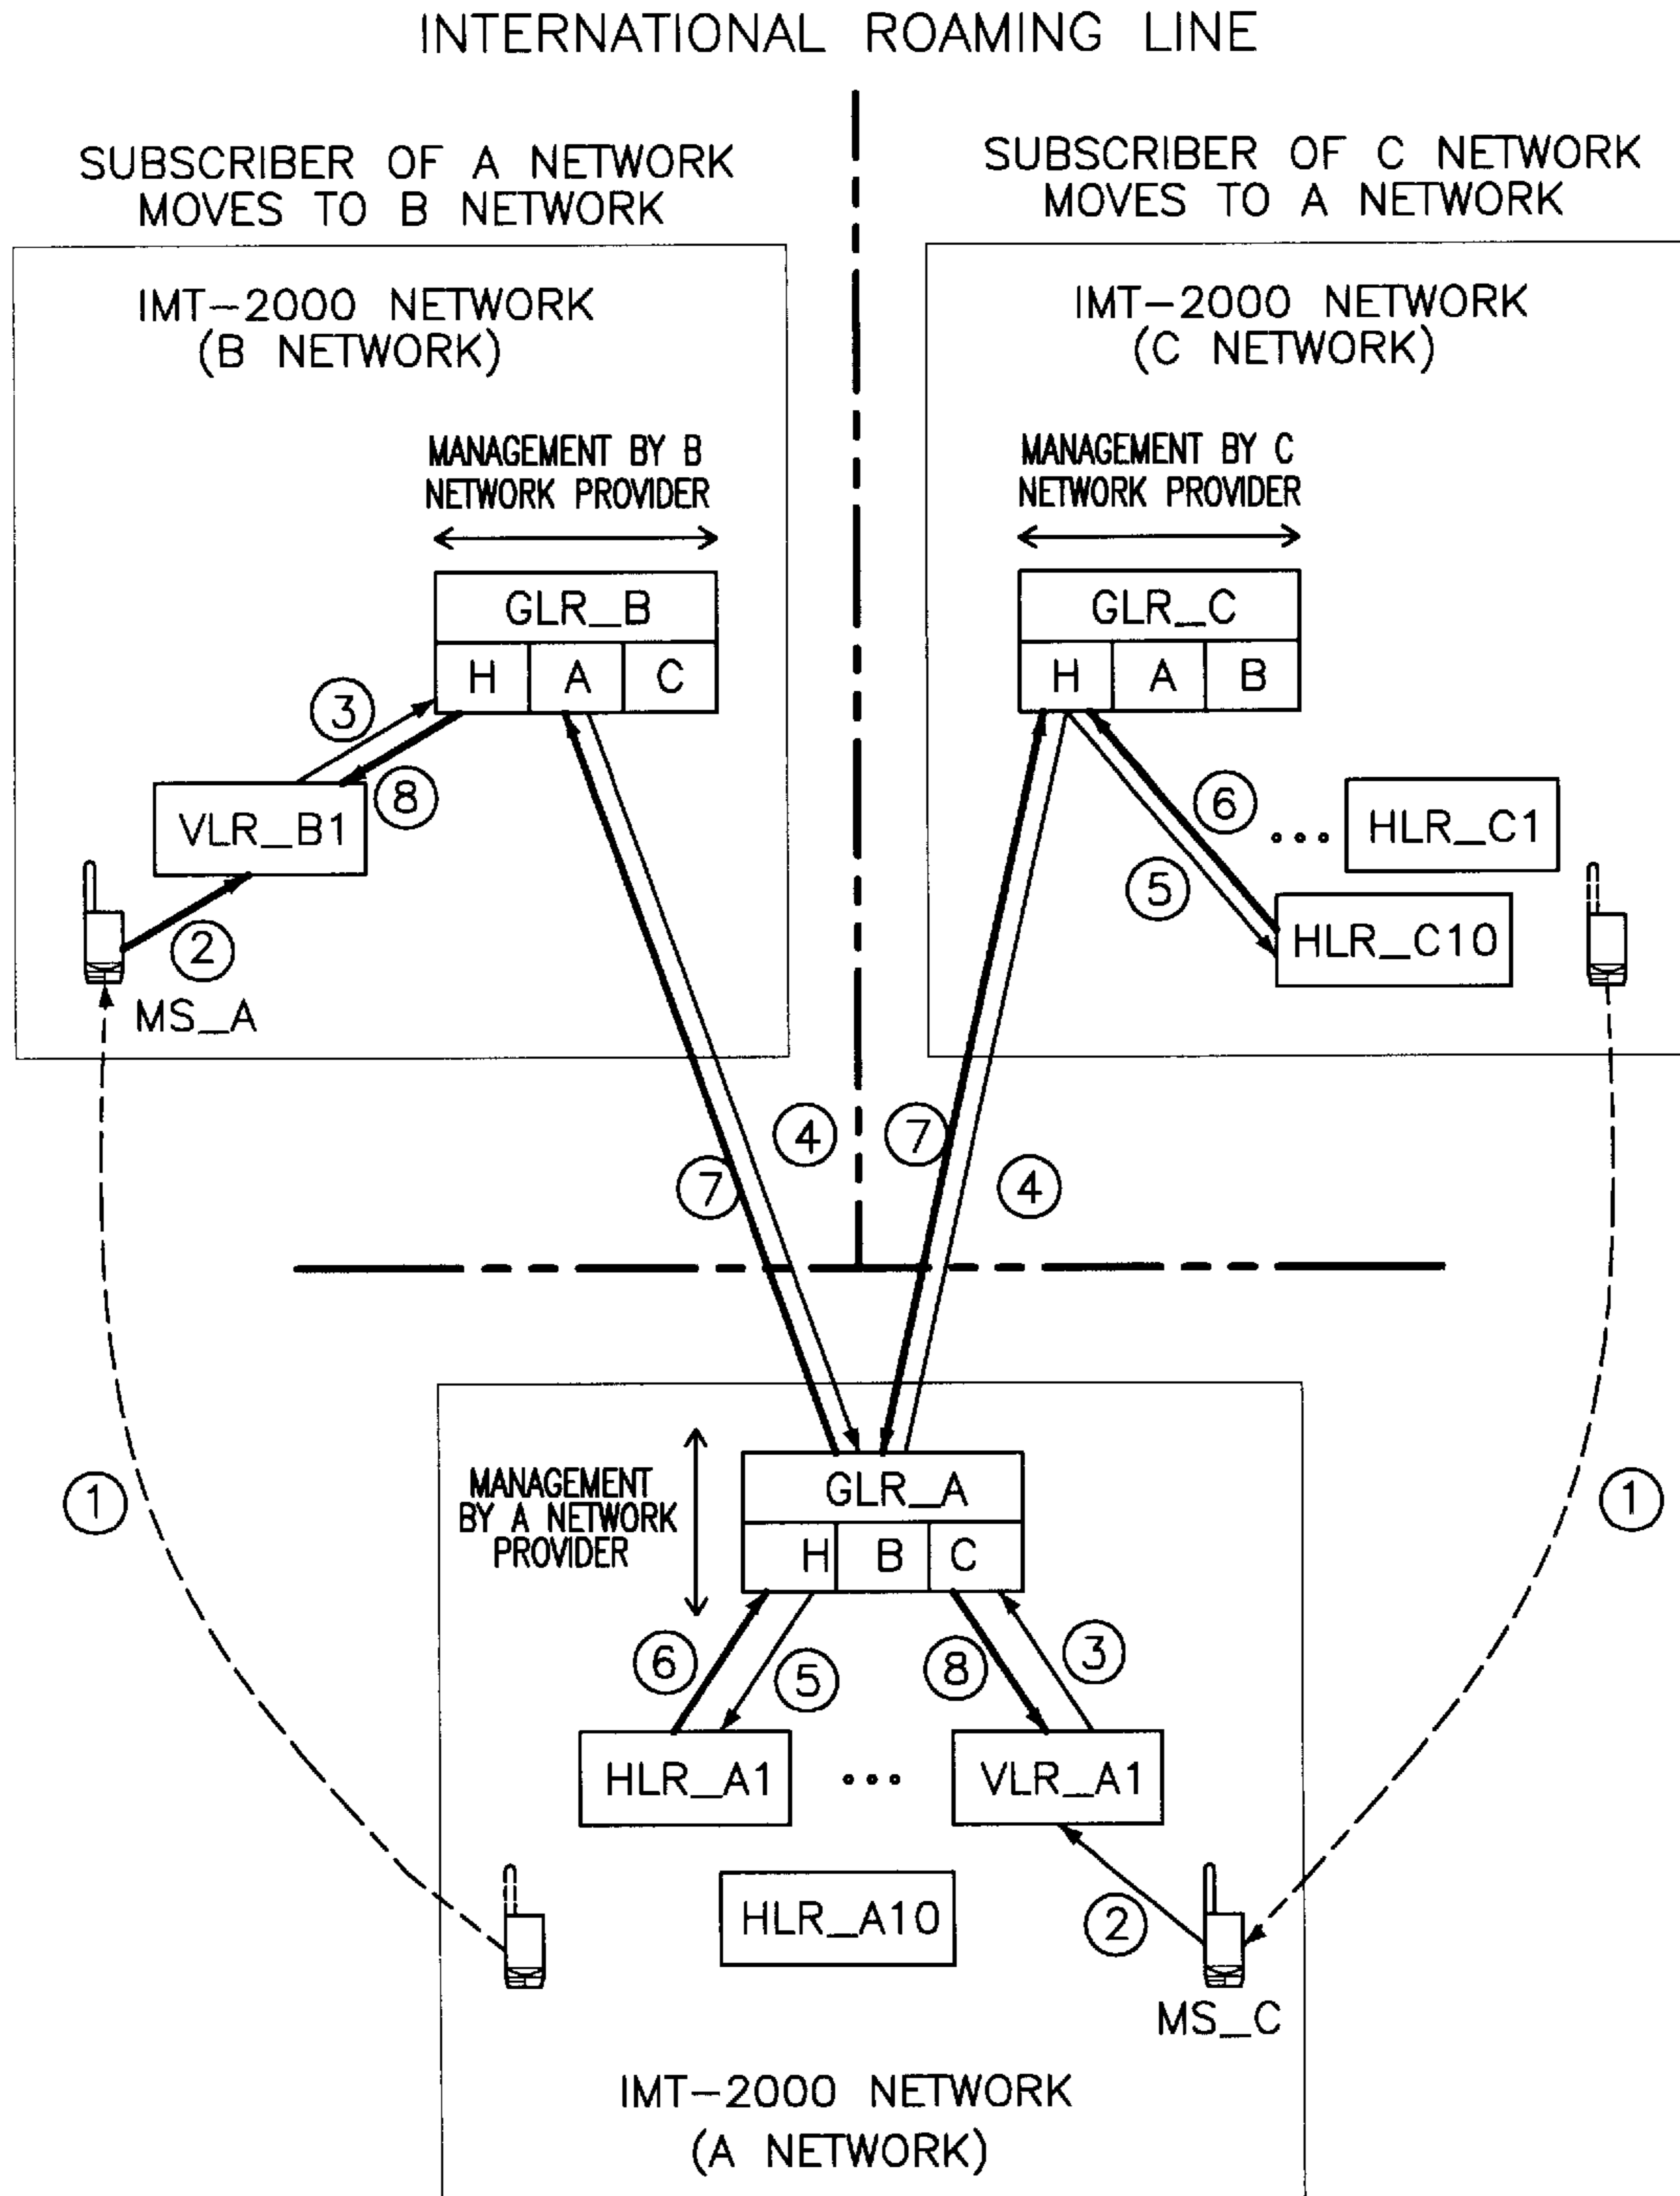 INTERNATIONAL ROAMING LINE
SUBSCRIBER OF A NETWORK
MOVES TO B NETWORK
IMT-2000 NETWORK
(B NETWORK)
MANAGEMENT BY B
NETWORK PROVIDER
GLR_B
H A C
3
8
VLR_B1
2
MS_A
SUBSCRIBER OF C NETWORK
MOVES TO A NETWORK
IMT-2000 NETWORK
(C NETWORK)
MANAGEMENT BY C
NETWORK PROVIDER
GLR_C
H A B
6
HLR_C1
5
HLR_C10
4
7
7
4
1
1
MANAGEMENT
BY A NETWORK
PROVIDER
GLR_A
H B C
6
5
8
3
HLR_A1
VLR_A1
HLR_A10
2
MS_C
IMT-2000 NETWORK
(A NETWORK)